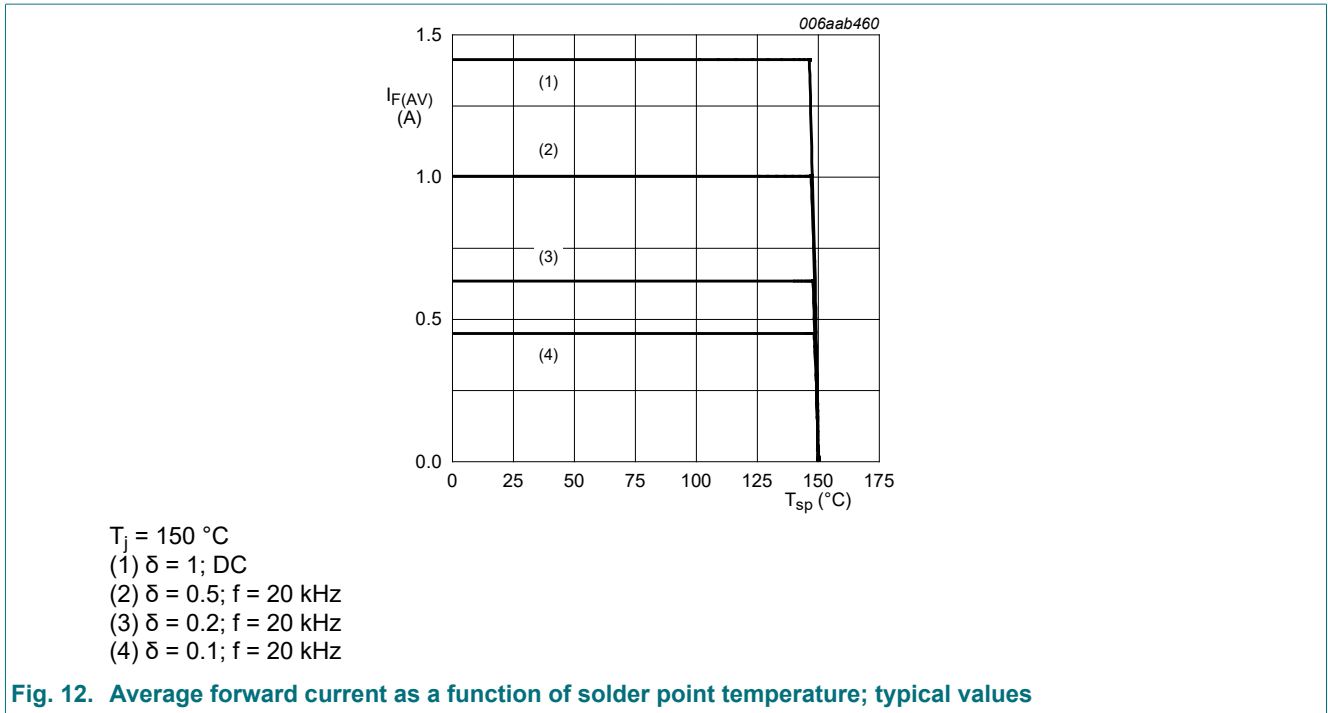 006aab460
1.5
I_F(AV)
(A)
(1)
(2)
1.0
(3)
0.5
(4)
0.0
0 25 50 75 100 125 150 175
T_sp (°C)
T_j = 150 °C
(1) δ = 1; DC
(2) δ = 0.5; f = 20 kHz
(3) δ = 0.2; f = 20 kHz
(4) δ = 0.1; f = 20 kHz
Fig. 12. Average forward current as a function of solder point temperature; typical values